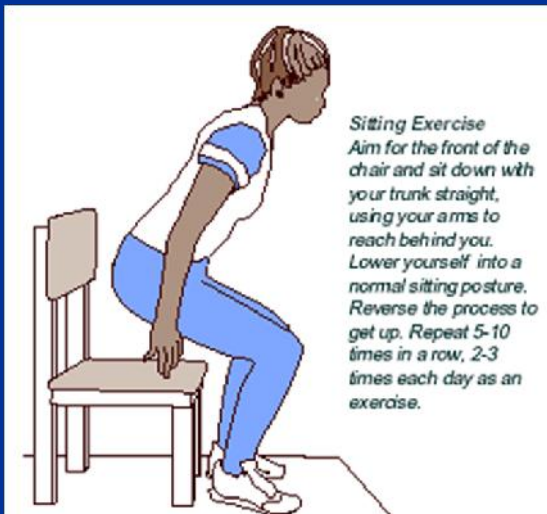 Sitting Exercise
Aim for the front of the
chair and sit down with
your trunk straight,
using your arms to
reach behind you.
Lower yourself into a
normal sitting posture.
Reverse the process to
get up. Repeat 5-10
times in a row, 2-3
times each day as an
exercise.